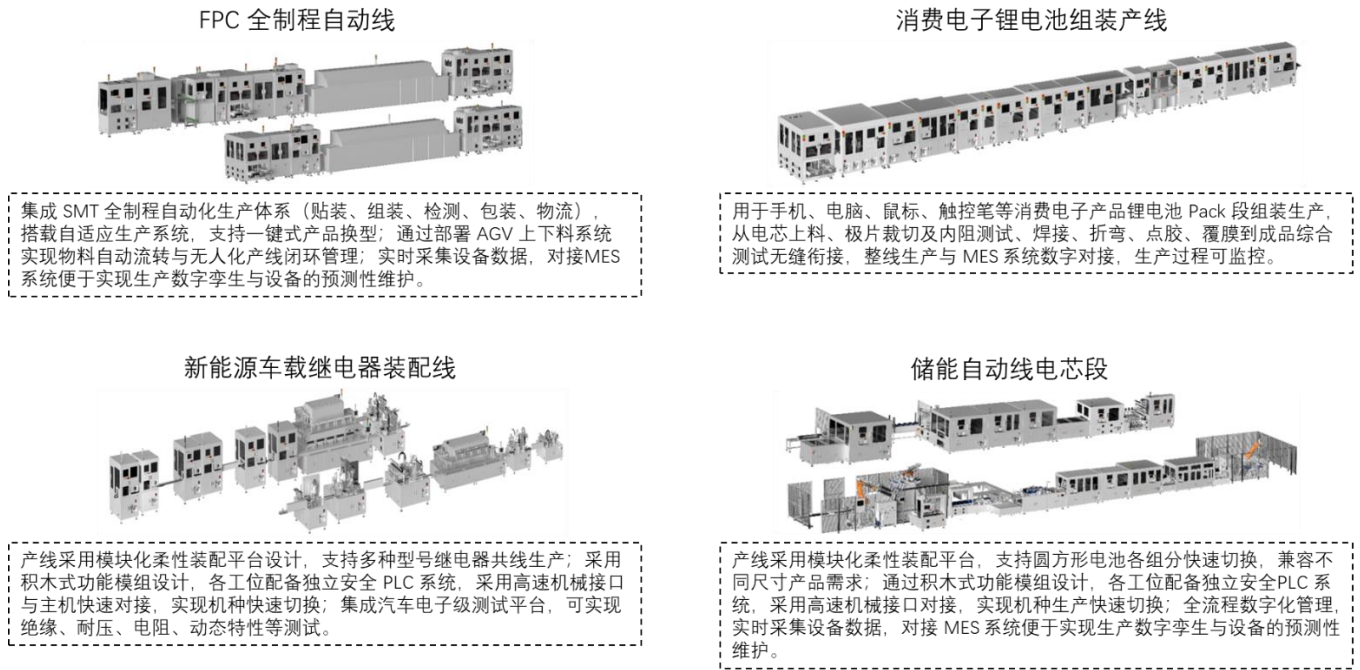 FPC 全制程自动线
集成 SMT 全制程自动化生产体系（贴装、组装、检测、包装、物流），
搭载自适应生产系统，支持一键式产品换型；通过部署 AGV 上下料系统
实现物料自动流转与无人化产线闭环管理；实时采集设备数据，对接MES
系统便于实现生产数字孪生与设备的预测性维护。
消费电子锂电池组装产线
用于手机、电脑、鼠标、触控笔等消费电子产品锂电池 Pack 段组装生产，
从电芯上料、极片裁切及内阻测试、焊接、折弯、点胶、覆膜到成品综合
测试无缝衔接，整线生产与 MES 系统数字对接，生产过程可监控。
新能源车载继电器装配线
产线采用模块化柔性装配平台设计，支持多种型号继电器共线生产；采用
积木式功能模组设计，各工位配备独立安全 PLC 系统，采用高速机械接口
与主机快速对接，实现机种快速切换；集成汽车电子级测试平台，可实现
绝缘、耐压、电阻、动态特性等测试。
储能自动线电芯段
产线采用模块化柔性装配平台，支持圆方形电池各组分快速切换，兼容不
同尺寸产品需求；通过积木式功能模组设计，各工位配备独立安全PLC 系
统，采用高速机械接口对接，实现机种生产快速切换；全流程数字化管理，
实时采集设备数据，对接 MES 系统便于实现生产数字孪生与设备的预测性
维护。